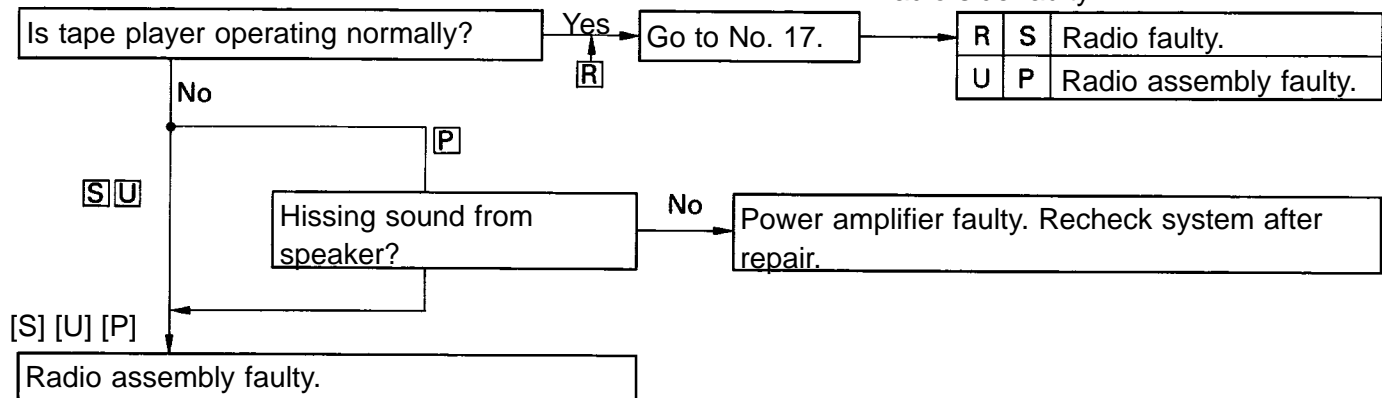 Is tape player operating normally?
Yes
R
Go to No. 17.
R S Radio faulty.
U P Radio assembly faulty.
No
P
S U
Hissing sound from
speaker?
No
Power amplifier faulty. Recheck system after
repair.
[S] [U] [P]
Radio assembly faulty.